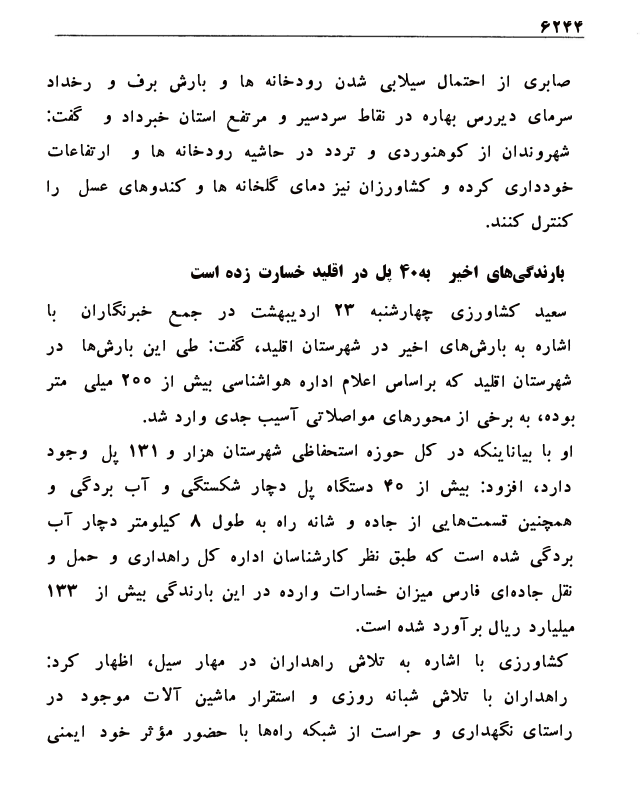 ۶۲۴۴
صابری از احتمال سیلابی شدن رودخانه ها و بارش برف و رخداد
سرمای دیررس بهاره در نقاط سردسیر و مرتفع استان خبرداد و گفت:
شهروندان از کوهنوردی و تردد در حاشیه رودخانه ها و ارتفاعات
خودداری کرده و کشاورزان نیز دمای گلخانه ها و کندوهای عسل را
کنترل کنند.
بارندگی‌های اخیر به۴۰ پل در اقلید خسارت زده است
سعید کشاورزی چهارشنبه ۲۳ اردیبهشت در جمع خبرنگاران با
اشاره به بارش‌های اخیر در شهرستان اقلید، گفت: طی این بارش‌ها در
شهرستان اقلید که براساس اعلام اداره هواشناسی بیش از ۲۰۰ میلی متر
بوده، به برخی از محورهای مواصلاتی آسیب جدی وارد شد.
او با بیاناینکه در کل حوزه استحفاظی شهرستان هزار و ۱۳۱ پل وجود
دارد، افزود: بیش از ۴۰ دستگاه پل دچار شکستگی و آب بردگی و
همچنین قسمت‌هایی از جاده و شانه راه به طول ۸ کیلومتر دچار آب
بردگی شده است که طبق نظر کارشناسان اداره کل راهداری و حمل و
نقل جاده‌ای فارس میزان خسارات وارده در این بارندگی بیش از ۱۳۳
میلیارد ریال برآورد شده است.
کشاورزی با اشاره به تلاش راهداران در مهار سیل، اظهار کرد:
راهداران با تلاش شبانه روزی و استقرار ماشین آلات موجود در
راستای نگهداری و حراست از شبکه راه‌ها با حضور مؤثر خود ایمنی